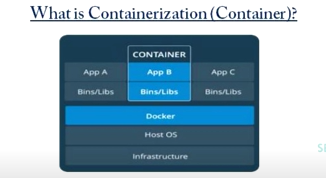 What is Containerization (Container)?
CONTAINER
App A App B App C
Bins/Libs Bins/Libs Bins/Libs
Docker
Host OS
Infrastructure